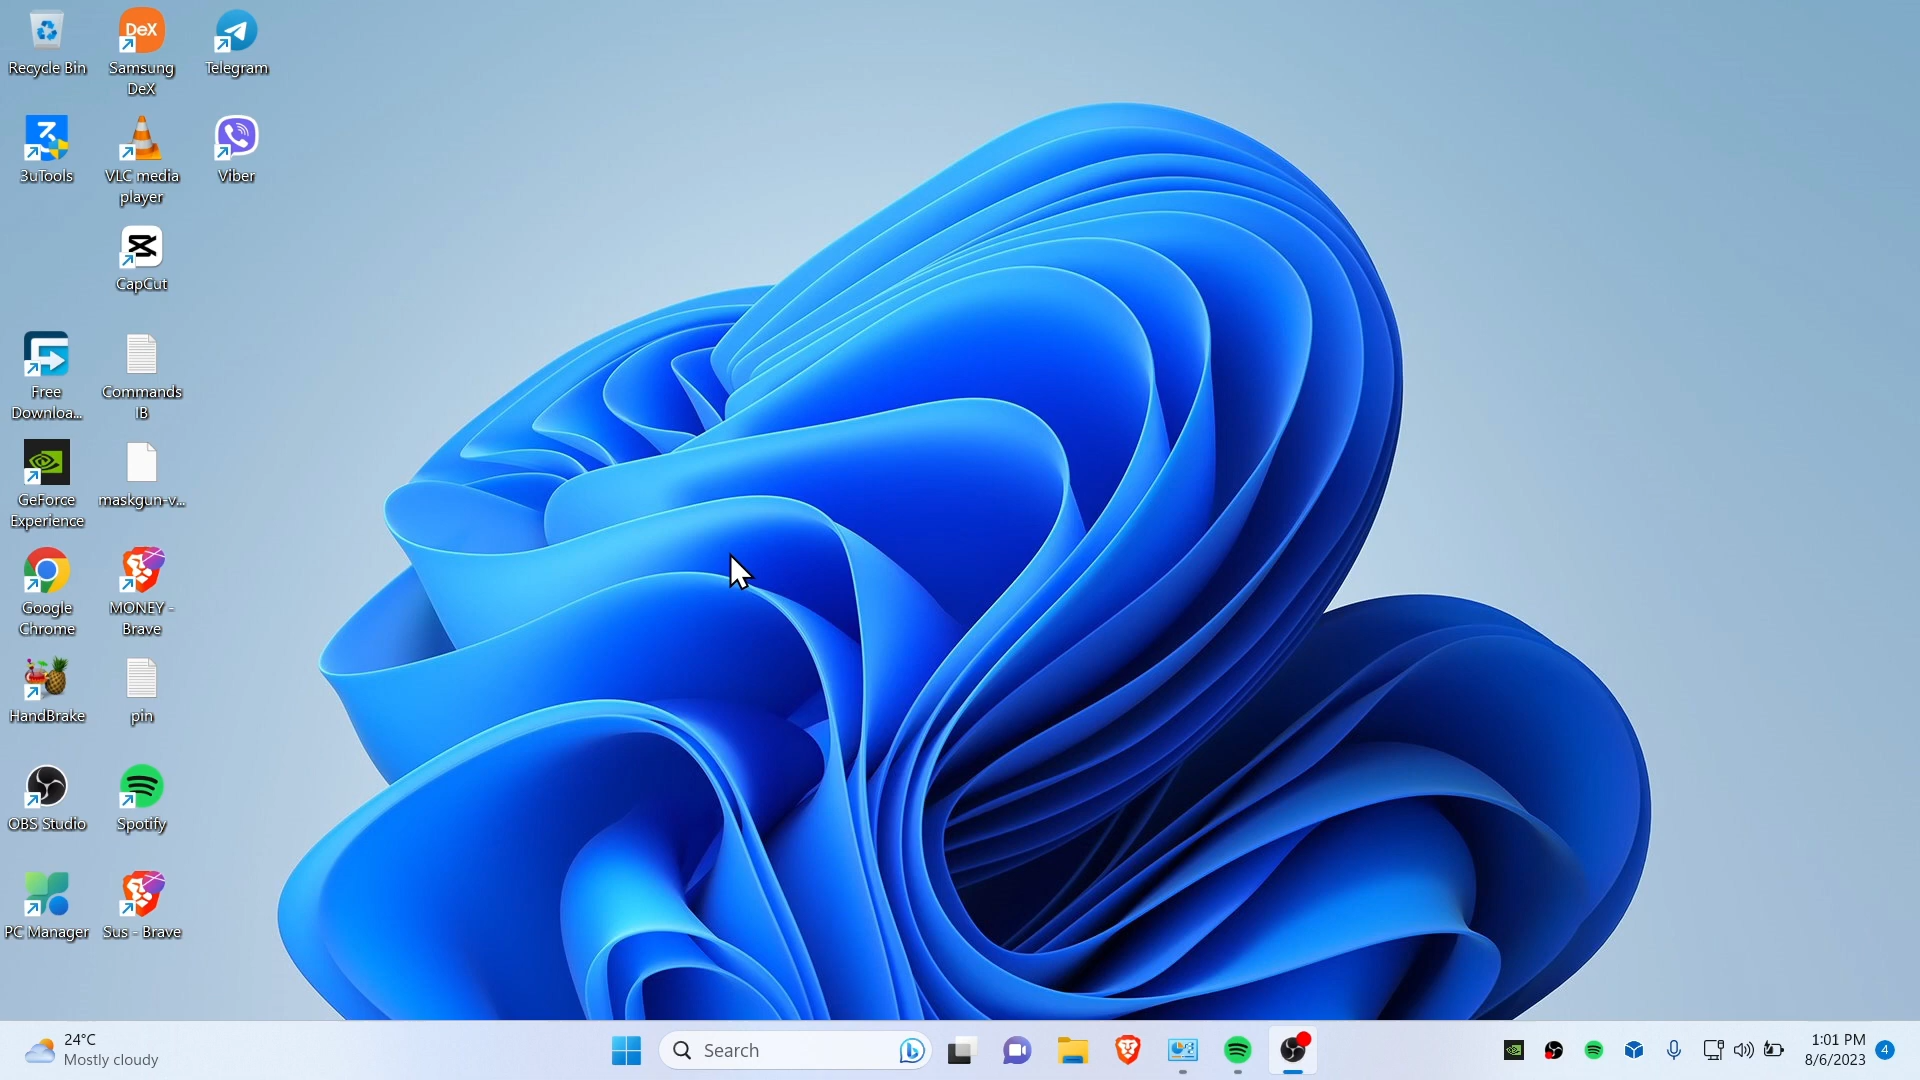 Recycle Bin
Samsung
DeX
Telegram
3uTools
VLC media
player
Viber
CapCut
Free
Downloa...
Commands
IB
GeForce
Experience
maskgun-v...
Google
Chrome
MONEY -
Brave
HandBrake
pin
OBS Studio
Spotify
PC Manager
Sus - Brave
DeX
24°C
Mostly cloudy
Search
1:01 PM
8/6/2023
4